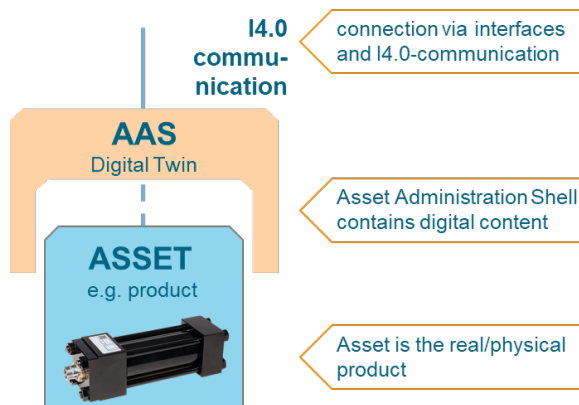 I4.0
commu-
nication
connection via interfaces
and I4.0-communication
AAS
Digital Twin
Asset Administration Shell
contains digital content
ASSET
e.g. product
Asset is the real/physical
product